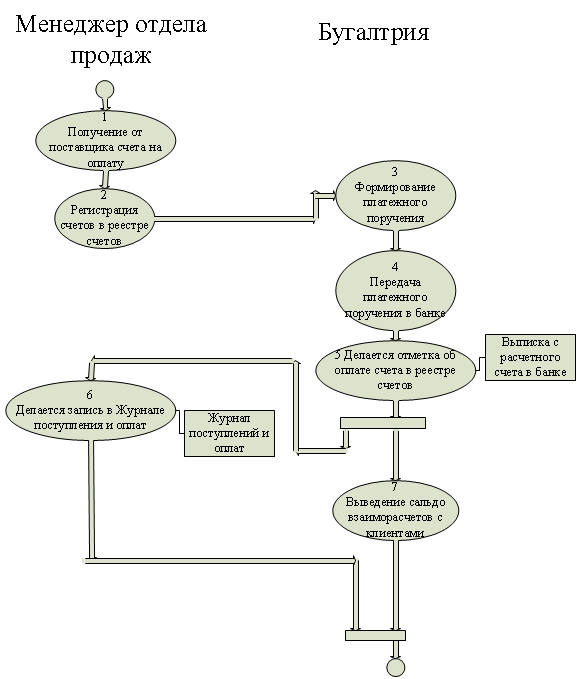 Менеджер отдела
продаж
Бугалтрия
1
Получение от
поставщика счета на
оплату
2
Регистрация
счетов в реестре
счетов
3
Формирование
платежного
поручения
4
Передача
платежного
поручения в банке
5 Делается отметка об
оплате счета в реестре
счетов
Выписка с
расчетного
счета в банке
6
Делается запись в Журнале
поступления и оплат
Журнал
поступлений и
оплат
7
Выведение сальдо
взаиморасчетов с
клиентами